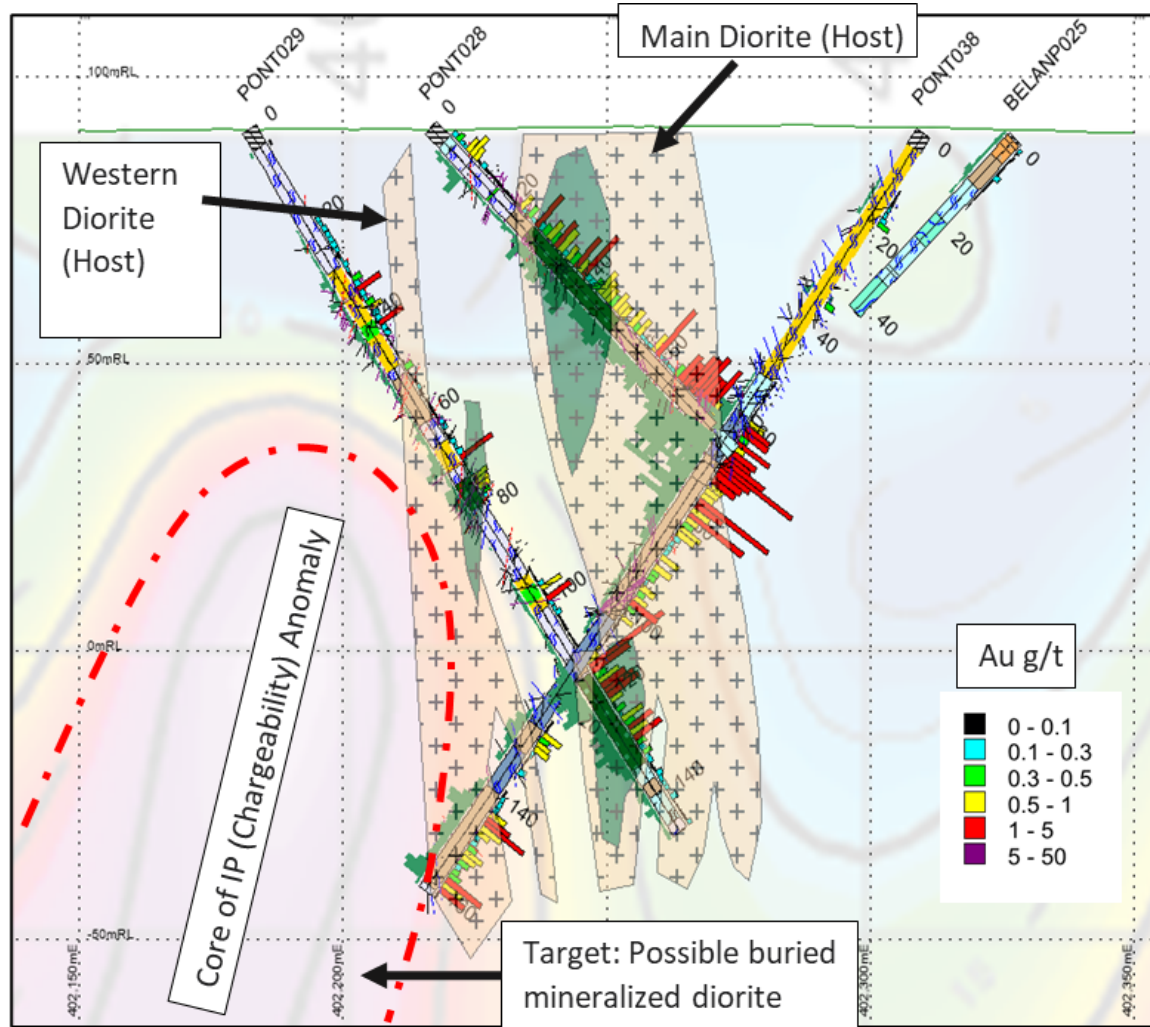 Main Diorite (Host)
PONT029
PONT028
PONT038
BELANP025
100mRL
0
0
0
0
Western
Diorite
(Host)
20
20
20
20
40
40
40
50mRL
60
80
0mRL
140
140
Core of IP (Chargeability) Anomaly
Au g/t
0 - 0.1
0.1 - 0.3
0.3 - 0.5
0.5 - 1
1 - 5
5 - 50
-50mRL
Target: Possible buried
mineralized diorite
402,150mE
402,200mE
402,300mE
402,350mE
15